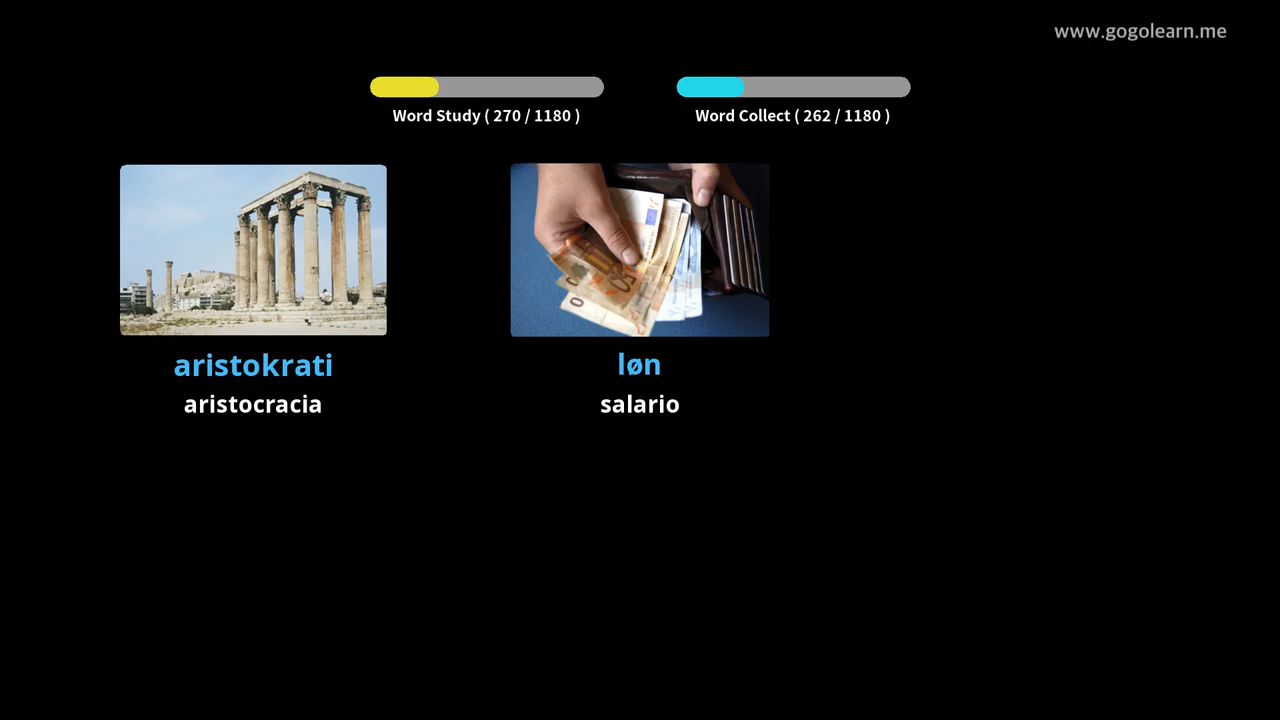 www.gogolearn.me
Word Study ( 270 / 1180 )
Word Collect ( 262 / 1180 )
aristokrati
aristocracia
løn
salario